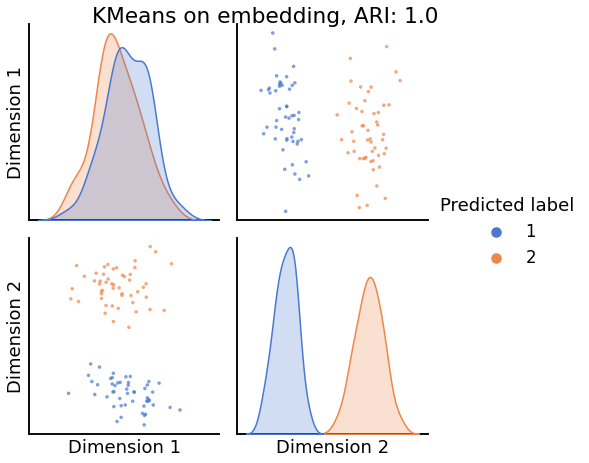 KMeans on embedding, ARI: 1.0
Dimension 1
Predicted label
1
2
Dimension 2
Dimension 1
Dimension 2